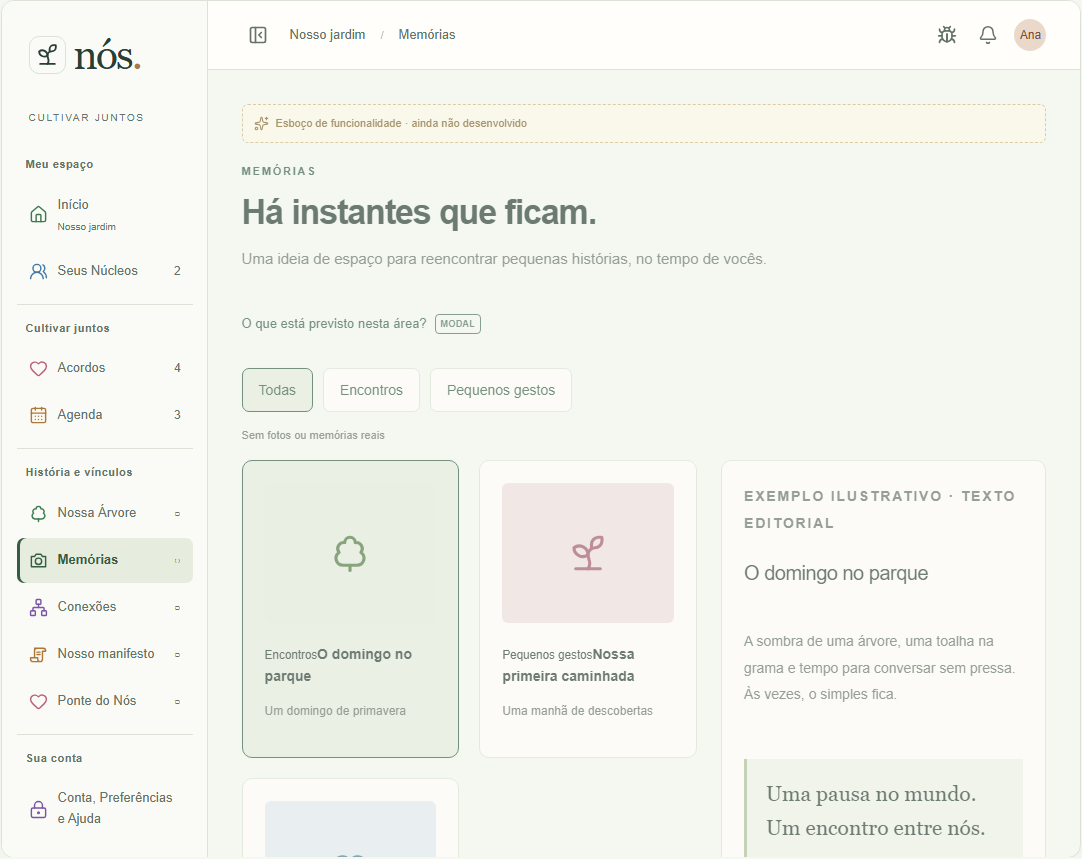 nós.
CULTIVAR JUNTOS
Meu espaço
Início
Nosso jardim
Seus Núcleos 2
Cultivar juntos
Acordos 4
Agenda 3
História e vínculos
Nossa Árvore
Memórias
Conexões
Nosso manifesto
Ponte do Nós
Sua conta
Conta, Preferências
e Ajuda
Nosso jardim / Memórias
Ana
Esboço de funcionalidade · ainda não desenvolvido
MEMÓRIAS
Há instantes que ficam.
Uma ideia de espaço para reencontrar pequenas histórias, no tempo de vocês.
O que está previsto nesta área? MODAL
Todas
Encontros
Pequenos gestos
Sem fotos ou memórias reais
EncontrosO domingo no
parque
Um domingo de primavera
Pequenos gestosNossa
primeira caminhada
Uma manhã de descobertas
EXEMPLO ILUSTRATIVO · TEXTO
EDITORIAL
O domingo no parque
A sombra de uma árvore, uma toalha na
grama e tempo para conversar sem pressa.
Às vezes, o simples fica.
Uma pausa no mundo.
Um encontro entre nós.